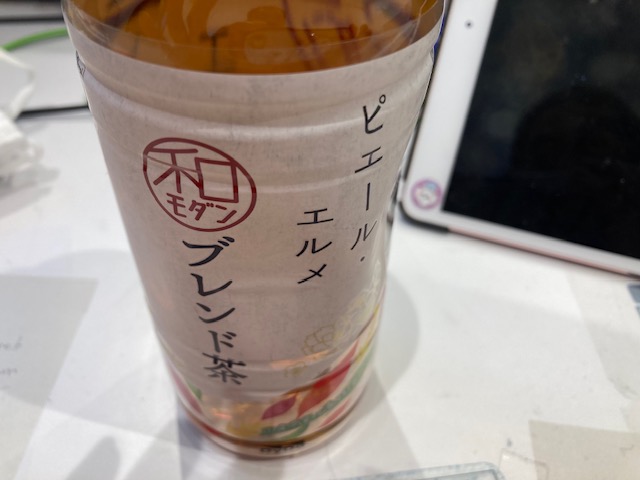 ピエール・
エルメ
和
モダン
ブレンド茶